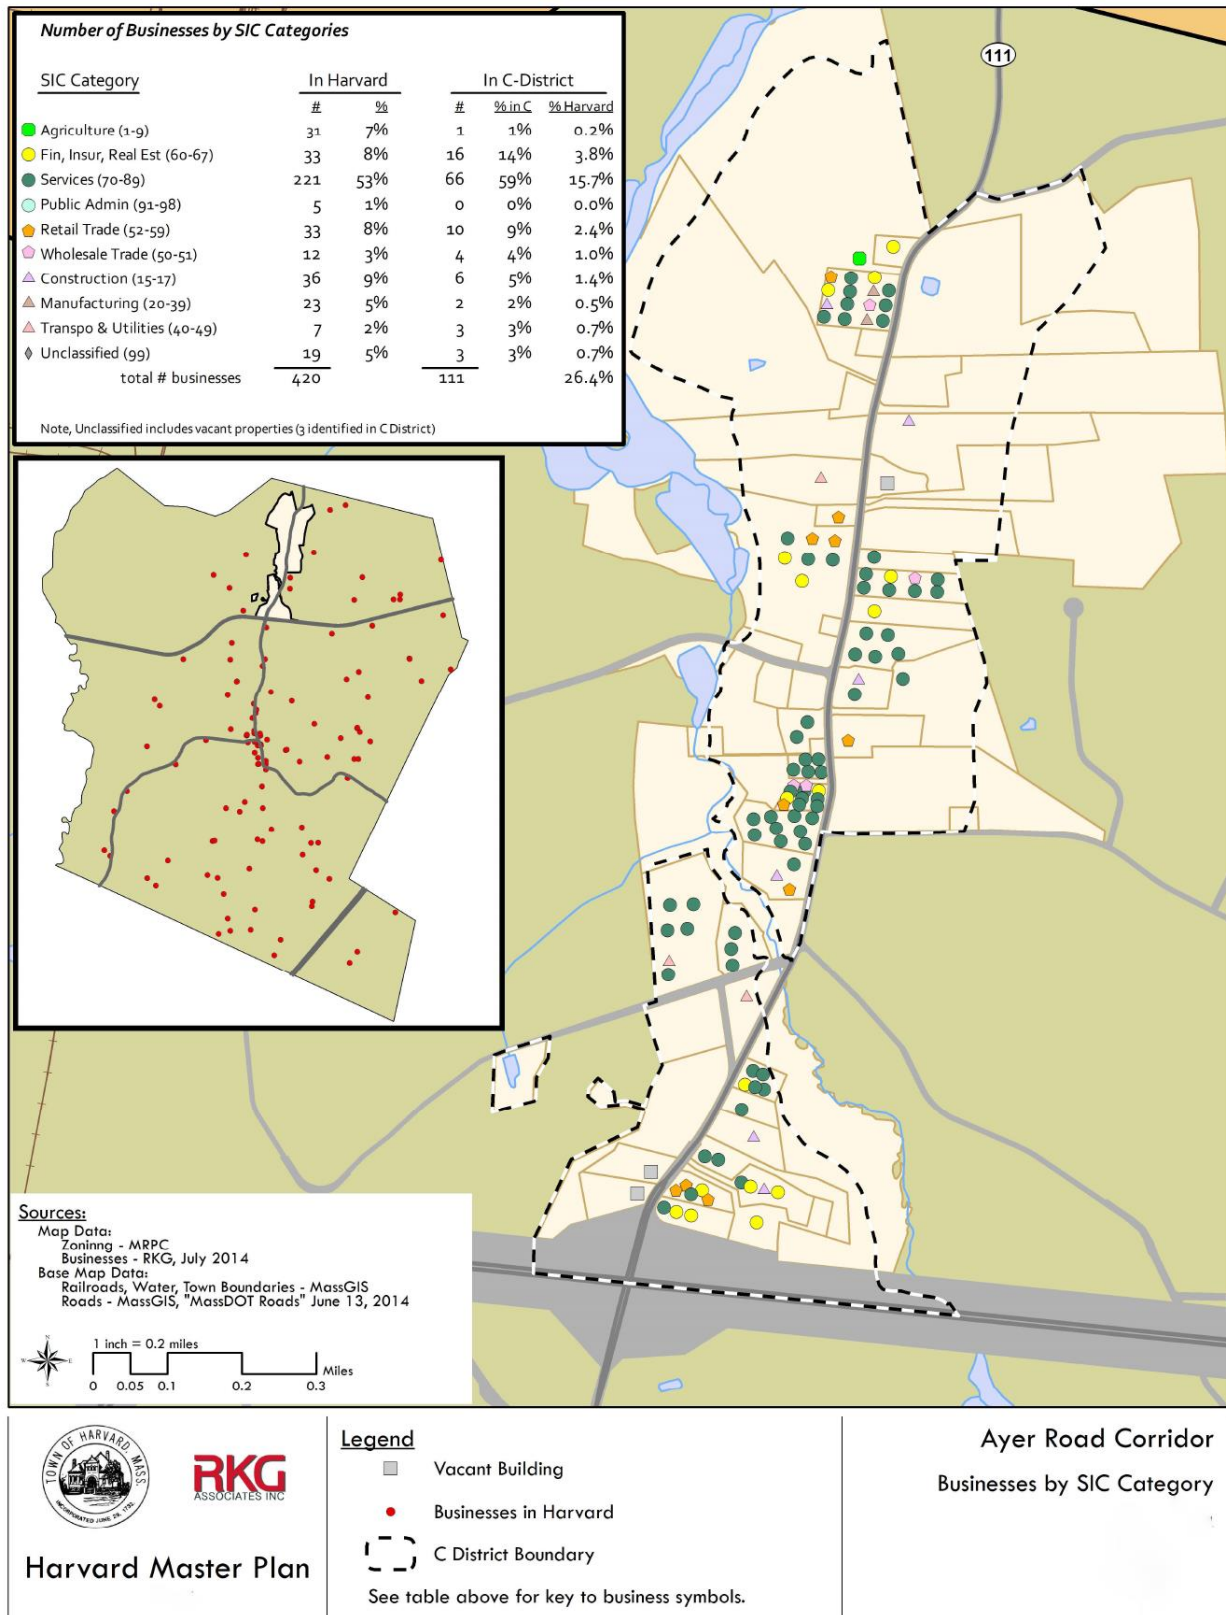 Number of Businesses by SIC Categories
SIC Category In Harvard In C-District
# % # % in C % Harvard
Agriculture (1-9) 31 7% 1 1% 0.2%
Fin, Insur, Real Est (60-67) 33 8% 16 14% 3.8%
Services (70-89) 221 53% 66 59% 15.7%
Public Admin (91-98) 5 1% 0 0% 0.0%
Retail Trade (52-59) 33 8% 10 9% 2.4%
Wholesale Trade (50-51) 12 3% 4 4% 1.0%
Construction (15-17) 36 9% 6 5% 1.4%
Manufacturing (20-39) 23 5% 2 2% 0.5%
Transpo & Utilities (40-49) 7 2% 3 3% 0.7%
Unclassified (99) 19 5% 3 3% 0.7%
total # businesses 420 111 26.4%
Note, Unclassified includes vacant properties (3 identified in C District)
111
Sources:
Map Data:
Zoninng - MRPC
Businesses - RKG, July 2014
Base Map Data:
Railroads, Water, Town Boundaries - MassGIS
Roads - MassGIS, "MassDOT Roads" June 13, 2014
N
W E
S
1 inch = 0.2 miles
Miles
0 0.05 0.1 0.2 0.3
TOWN OF HARVARD, MASS.
INCORPORATED JUNE 29, 1732.
RKG
ASSOCIATES INC
Harvard Master Plan
Legend
Vacant Building
Businesses in Harvard
C District Boundary
See table above for key to business symbols.
Ayer Road Corridor
Businesses by SIC Category